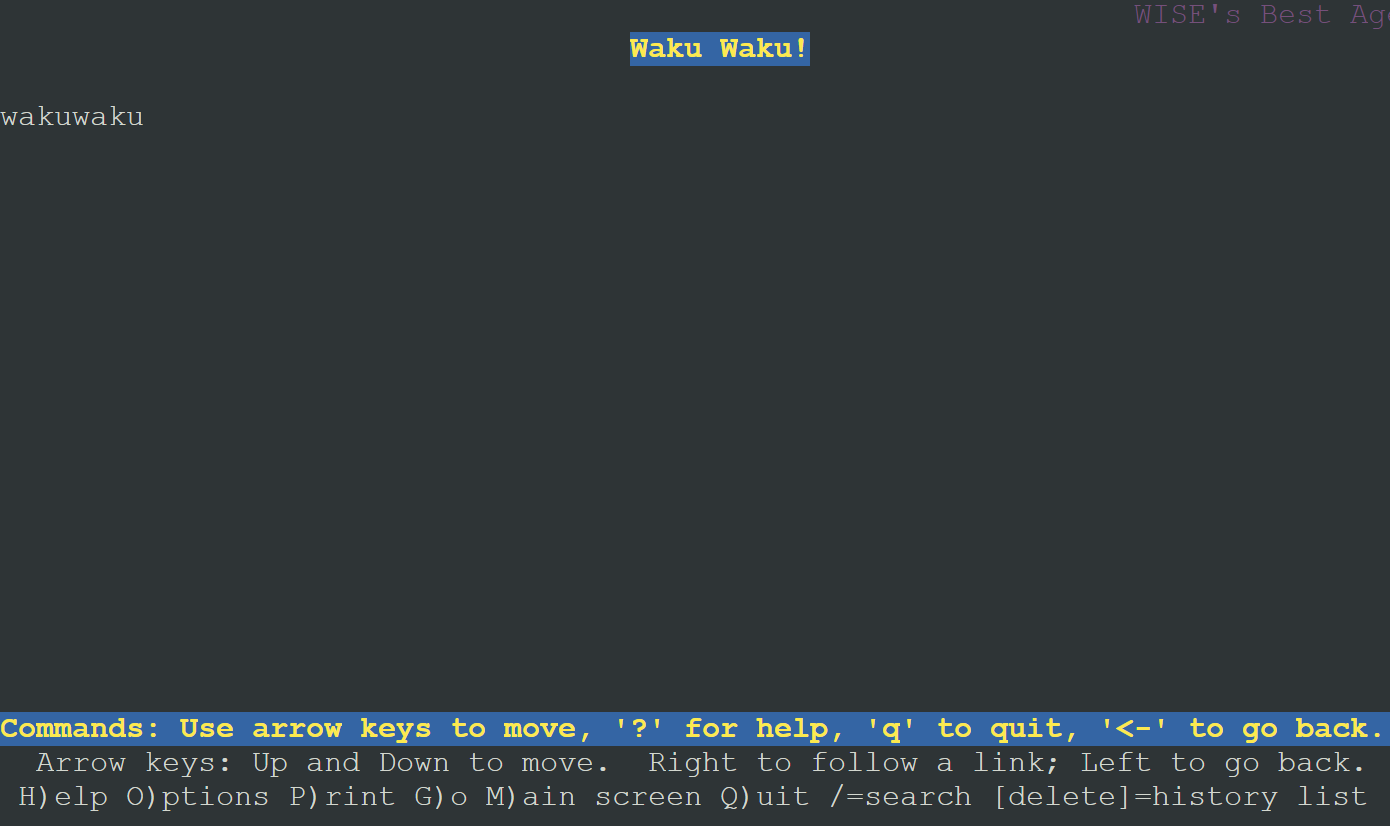 WISE's Best
Waku Waku!
wakuwaku
Commands: Use arrow keys to move, '?' for help, 'q' to quit, '<-' to go back.
Arrow keys: Up and Down to move.  Right to follow a link; Left to go back.
H)elp O)ptions P)rint G)o M)ain screen Q)uit /=search [delete]=history list